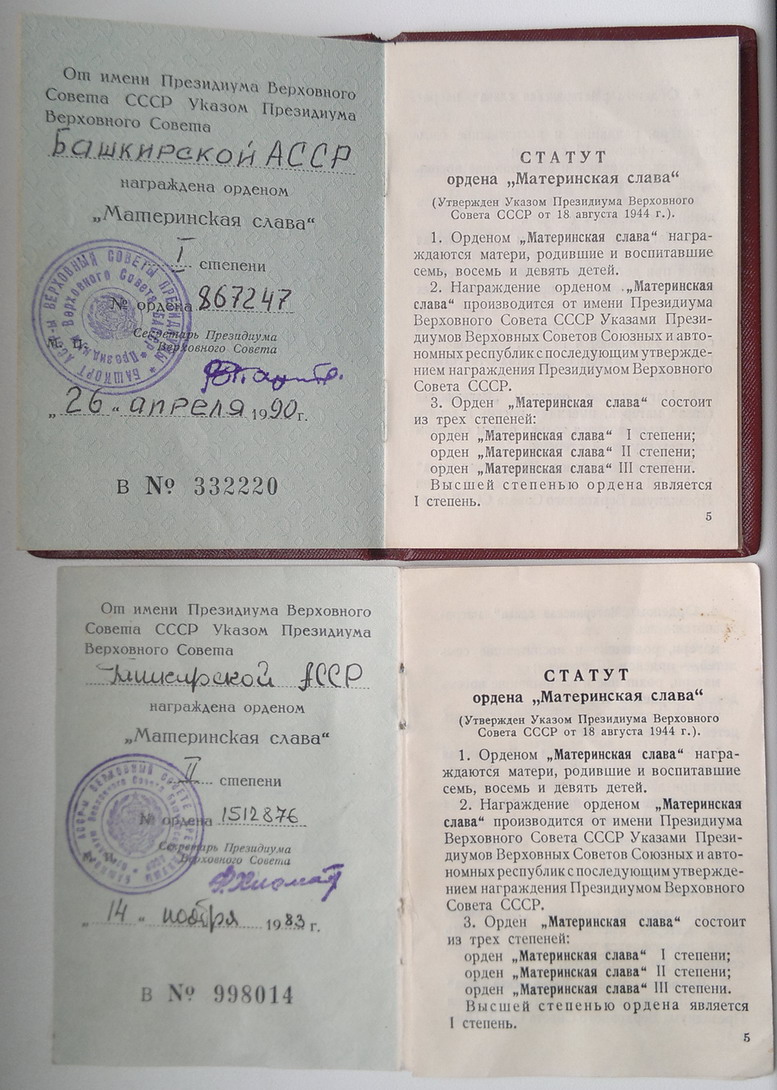 От имени Президиума Верховного
Совета СССР Указом Президиума
Верховного Совета
Башкирской АССР
награждена орденом
„Материнская слава“
I степени
№ ордена 867247
М. П.
Секретарь Президиума
Верховного Совета
„26“ апреля 1990 г.
В № 332220
СТАТУТ
ордена „Материнская слава“
(Утвержден Указом Президиума Верховного
Совета СССР от 18 августа 1944 г.).
1. Орденом „Материнская слава“ награ-
ждаются матери, родившие и воспитавшие
семь, восемь и девять детей.
2. Награждение орденом „Материнская
слава“ производится от имени Президиума
Верховного Совета СССР Указами Прези-
диумов Верховных Советов Союзных и авто-
номных республик с последующим утвержде-
нием награждения Президиумом Верховного
Совета СССР.
3. Орден „Материнская слава“ состоит
из трех степеней:
орден „Материнская слава“ I степени;
орден „Материнская слава“ II степени;
орден „Материнская слава“ III степени.
Высшей степенью ордена является
I степень.
5
От имени Президиума Верховного
Совета СССР Указом Президиума
Верховного Совета
АССР
награждена орденом
„Материнская слава“
II степени
№ ордена 1512876
М. П.
Секретарь Президиума
Верховного Совета
„14“ ноября 1983 г.
В № 998014
СТАТУТ
ордена „Материнская слава“
(Утвержден Указом Президиума Верховного
Совета СССР от 18 августа 1944 г.).
1. Орденом „Материнская слава“ награ-
ждаются матери, родившие и воспитавшие
семь, восемь и девять детей.
2. Награждение орденом „Материнская
слава“ производится от имени Президиума
Верховного Совета СССР Указами Прези-
диумов Верховных Советов Союзных и авто-
номных республик с последующим утвержде-
нием награждения Президиумом Верховного
Совета СССР.
3. Орден „Материнская слава“ состоит
из трех степеней:
орден „Материнская слава“ I степени;
орден „Материнская слава“ II степени;
орден „Материнская слава“ III степени.
Высшей степенью ордена является
I степень.
5